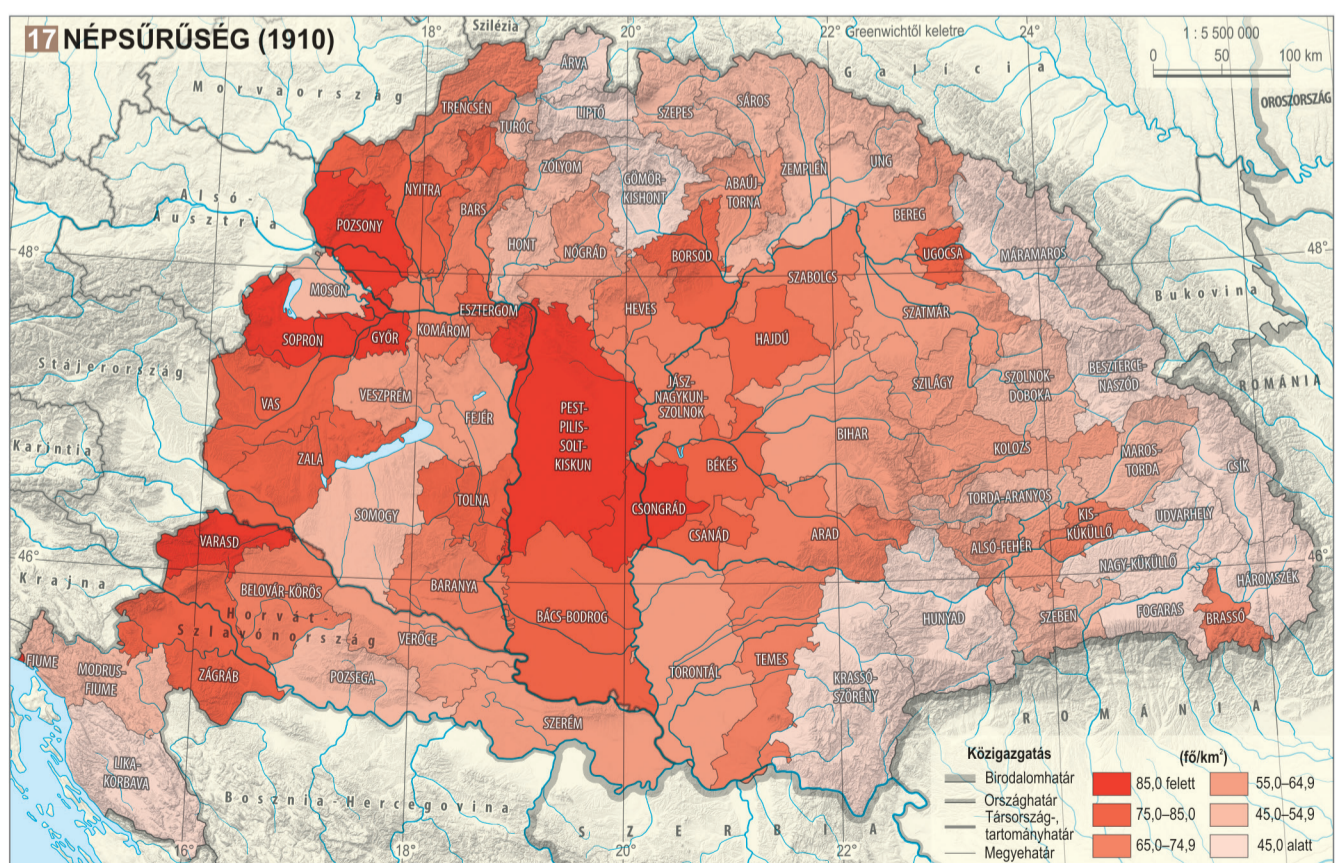 17 NÉPSŰRŰSÉG (1910)
18°
Szilézia
20°
22°
Greenwichtől keletre
24°
1 : 5 500 000
0 50 100 km
Morvaország
Galícia
OROSZORSZÁG
ÁRVA
TRENCSÉN
LIPTÓ
SZEPES
SÁROS
TURÓC
Alsó-
Ausztria
NYITRA
ZÓLYOM
GÖMÖR-
KISHONT
ABAÚJ-
TORNA
ZEMPLÉN
UNG
POZSONY
BARS
BEREG
48°
HONT
NÓGRÁD
BORSOD
UGOCSA
MÁRAMAROS
48°
MOSON
SZABOLCS
Bukovina
ESZTERGOM
HEVES
SZATMÁR
SOPRON
GYŐR
KOMÁROM
HAJDÚ
Stájerország
BESZTERCE-
NASZÓD
ROMÁNIA
VAS
VESZPRÉM
FEJÉR
JÁSZ-
NAGYKUN-
SZOLNOK
SZILÁGY
SZOLNOK-
DOBOKA
PEST-
PILIS-
SOLT-
KISKUN
BIHAR
Karintia
ZALA
BÉKÉS
KOLOZS
MAROS-
TORDA
CSÍK
TOLNA
TORDA-ARANYOS
SOMOGY
CSONGRÁD
KIS-
KÜKÜLLŐ
UDVARHELY
VARASD
CSANÁD
ARAD
ALSÓ-FEHÉR
46°
46°
Krajna
BELOVÁR-KÖRÖS
BARANYA
NAGY-KÜKÜLLŐ
HÁROMSZÉK
Horvát-
Szlavónország
BÁCS-BODROG
HUNYAD
SZEBEN
FOGARAS
BRASSÓ
VERŐCE
FIUME
MODRUS-
FIUME
ZÁGRÁB
POZSEGA
TORONTÁL
TEMES
KRASSÓ-
SZÖRÉNY
SZERÉM
ROMÁNIA
LIKA-
KORBAVA
Bosznia-Hercegovina
SZERBIA
16°
18°
20°
22°
Közigazgatás
Birodalomhatár
Országhatár
Társország-,
tartományhatár
Megyehatár
(fő/km²)
85,0 felett
75,0–85,0
65,0–74,9
55,0–64,9
45,0–54,9
45,0 alatt